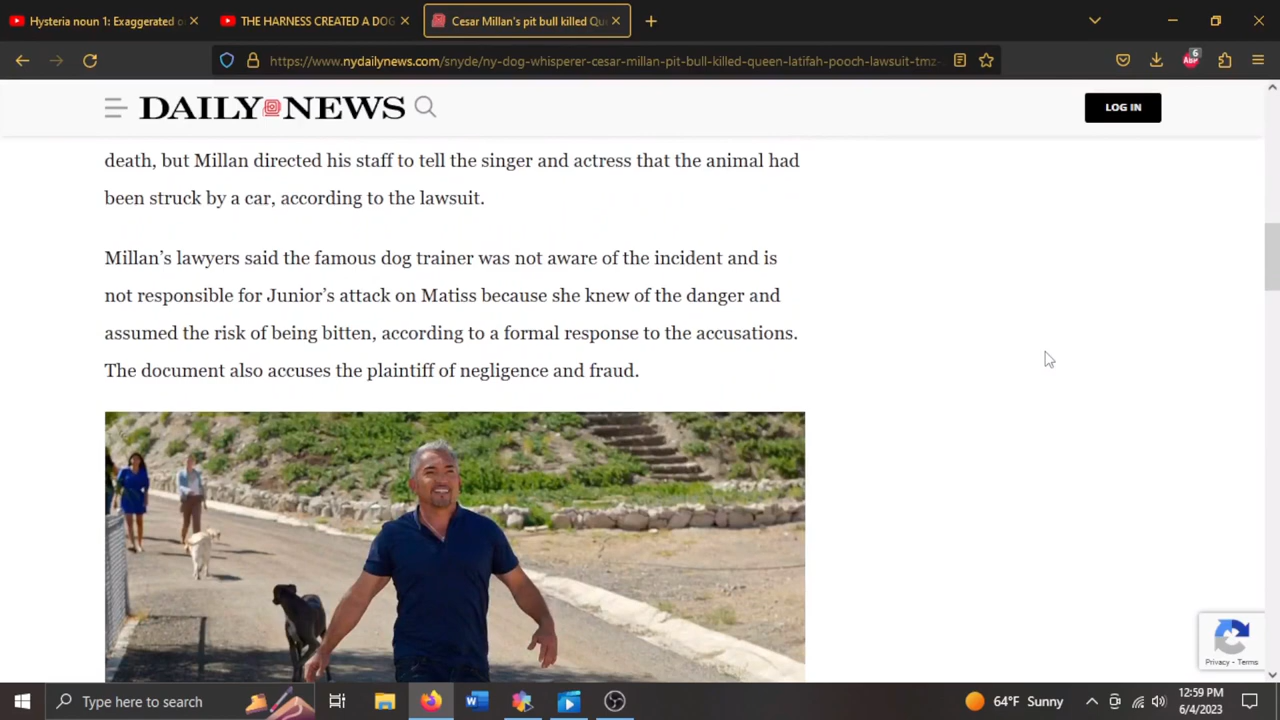 Hysteria noun 1: Exaggerated o
THE HARNESS CREATED A DOG
Cesar Millan's pit bull killed Que
https://www.nydailynews.com/snyde/ny-dog-whisperer-cesar-millan-pit-bull-killed-queen-latifah-pooch-lawsuit-tmz-
6
ABP
DAILY NEWS
LOG IN
death, but Millan directed his staff to tell the singer and actress that the animal had
been struck by a car, according to the lawsuit.
Millan’s lawyers said the famous dog trainer was not aware of the incident and is
not responsible for Junior’s attack on Matiss because she knew of the danger and
assumed the risk of being bitten, according to a formal response to the accusations.
The document also accuses the plaintiff of negligence and fraud.
Privacy - Terms
Type here to search
64°F Sunny
12:59 PM
6/4/2023